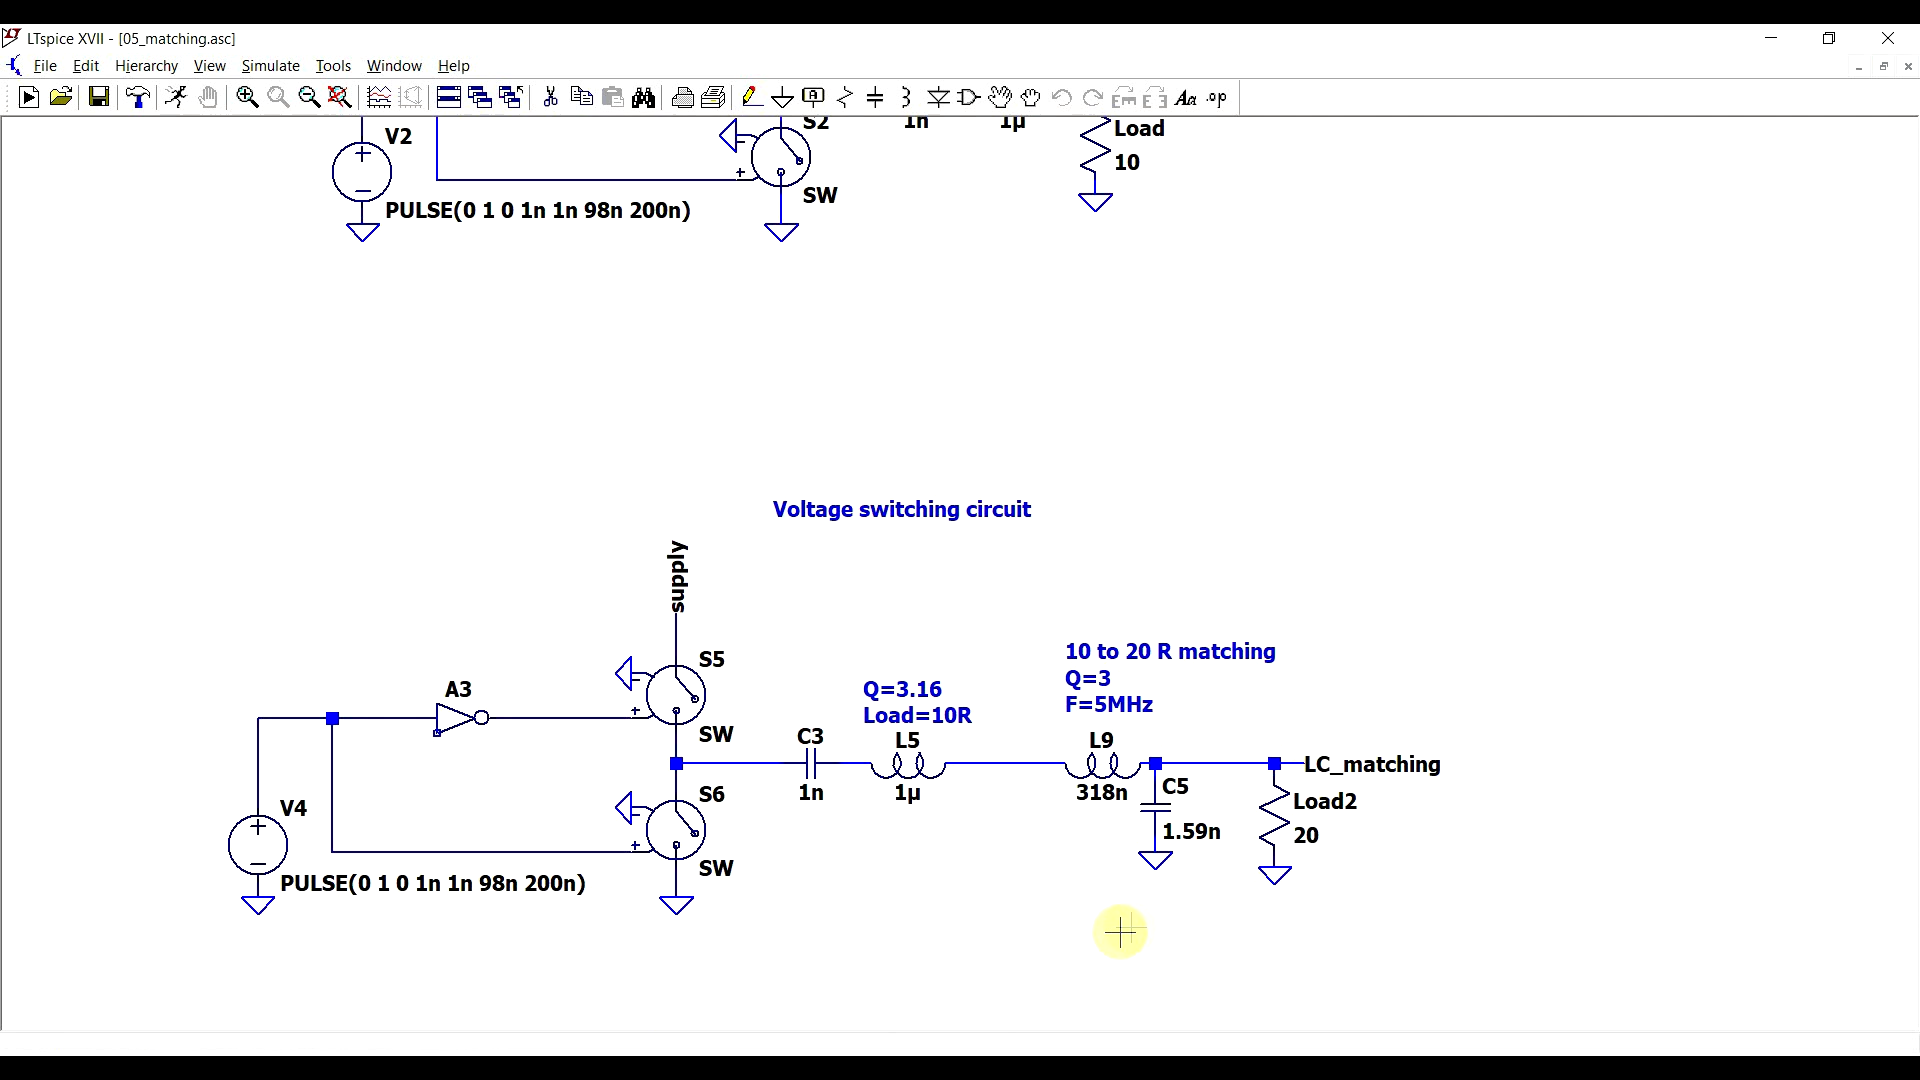 LTspice XVII - [05_matching.asc]
File Edit Hierarchy View Simulate Tools Window Help
V2
S2
1n
1µ
Load
10
SW
PULSE(0 1 0 1n 1n 98n 200n)
Voltage switching circuit
supply
S5
10 to 20 R matching
Q=3
F=5MHz
A3
Q=3.16
Load=10R
SW
C3
L5
L9
LC_matching
1n
1µ
318n
C5
S6
V4
Load2
1.59n
20
SW
PULSE(0 1 0 1n 1n 98n 200n)